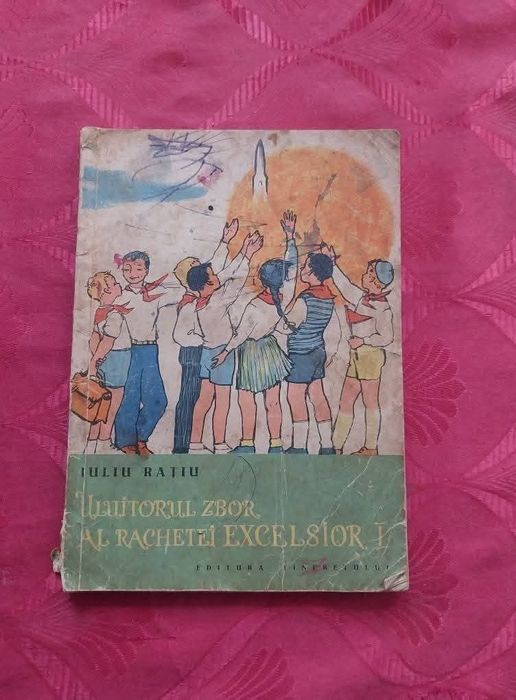 IULIU RAȚIU
Uluitorul zbor
al rachetei EXCELSIOR I
EDITURA TINERETULUI